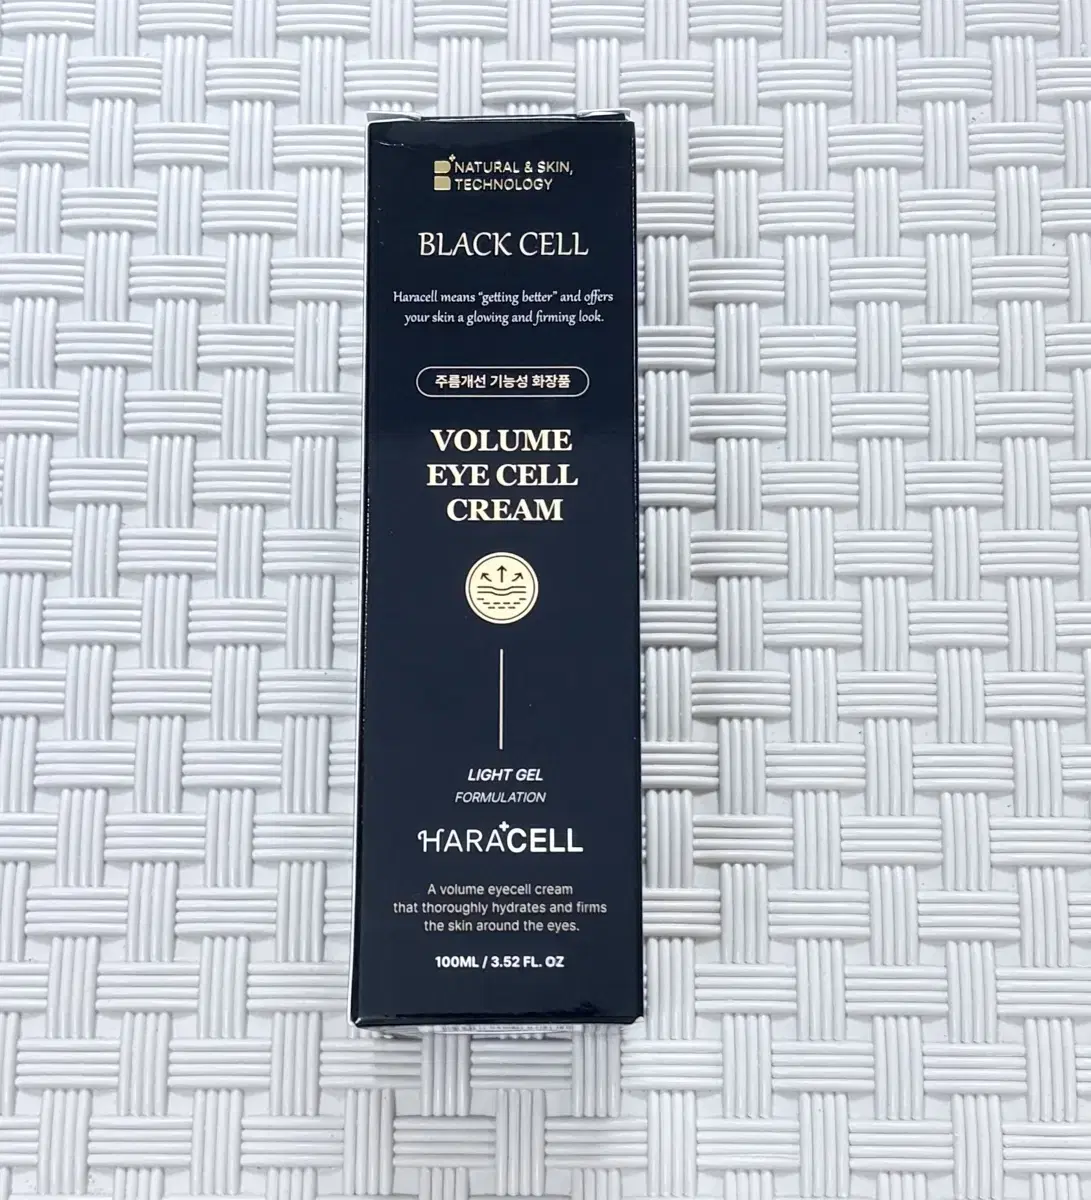 NATURAL & SKIN,
TECHNOLOGY
BLACK CELL
Haracell means "getting better" and offers
your skin a glowing and firming look.
주름개선 기능성 화장품
VOLUME
EYE CELL
CREAM
LIGHT GEL
FORMULATION
HARA+CELL
A volume eyecell cream
that thoroughly hydrates and firms
the skin around the eyes.
100ML / 3.52 FL. OZ